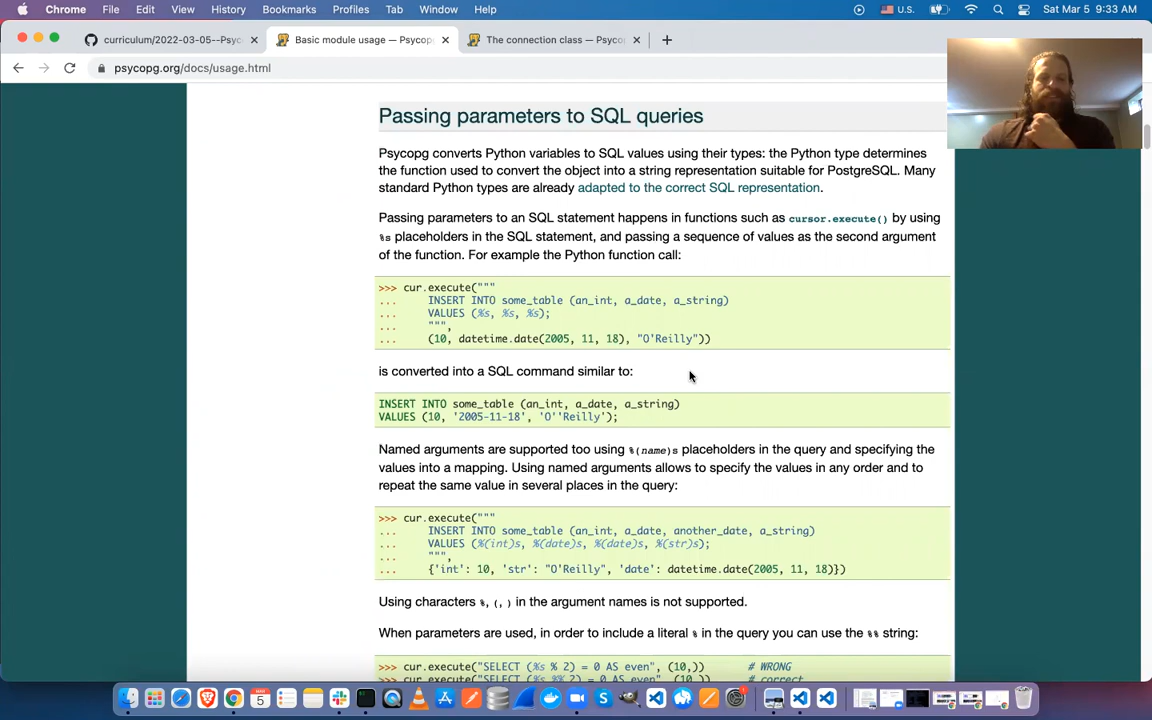 Chrome File Edit View History Bookmarks Profiles Tab Window Help U.S. Sat Mar 5 9:33 AM
curriculum/2022-03-05--Psyc Basic module usage — Psycop The connection class — Psyco
psycopg.org/docs/usage.html
Passing parameters to SQL queries
Psycopg converts Python variables to SQL values using their types: the Python type determines
the function used to convert the object into a string representation suitable for PostgreSQL. Many
standard Python types are already adapted to the correct SQL representation.
Passing parameters to an SQL statement happens in functions such as cursor.execute() by using
%s placeholders in the SQL statement, and passing a sequence of values as the second argument
of the function. For example the Python function call:
>>> cur.execute("""
... INSERT INTO some_table (an_int, a_date, a_string)
... VALUES (%s, %s, %s);
... """,
... (10, datetime.date(2005, 11, 18), "O'Reilly"))
is converted into a SQL command similar to:
INSERT INTO some_table (an_int, a_date, a_string)
VALUES (10, '2005-11-18', 'O''Reilly');
Named arguments are supported too using %(name)s placeholders in the query and specifying the
values into a mapping. Using named arguments allows to specify the values in any order and to
repeat the same value in several places in the query:
>>> cur.execute("""
... INSERT INTO some_table (an_int, a_date, another_date, a_string)
... VALUES (%(int)s, %(date)s, %(date)s, %(str)s);
... """,
... {'int': 10, 'str': "O'Reilly", 'date': datetime.date(2005, 11, 18)})
Using characters %, (, ) in the argument names is not supported.
When parameters are used, in order to include a literal % in the query you can use the %% string:
>>> cur.execute("SELECT (%s % 2) = 0 AS even", (10,)) # WRONG
>>> cur.execute("SELECT (%s %% 2) = 0 AS even", (10,)) # correct